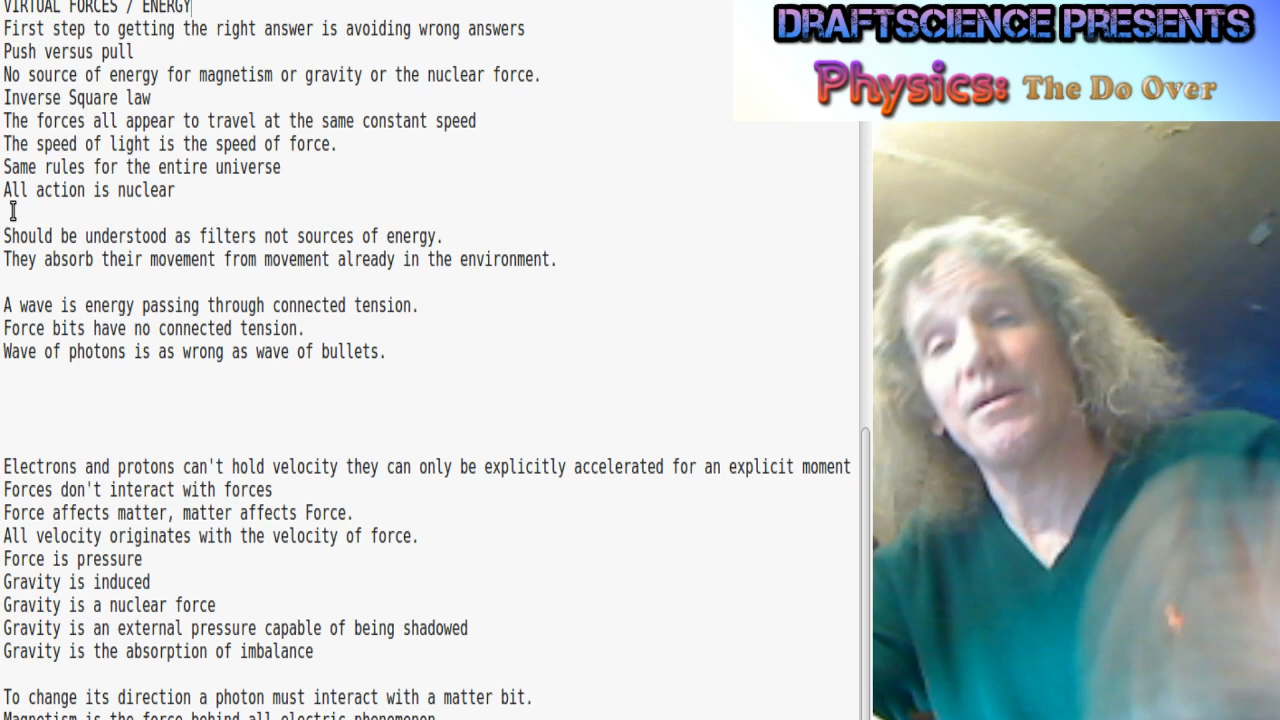 VIRTUAL FORCES / ENERGY
First step to getting the right answer is avoiding wrong answers
Push versus pull
No source of energy for magnetism or gravity or the nuclear force.
Inverse Square law
The forces all appear to travel at the same constant speed
The speed of light is the speed of force.
Same rules for the entire universe
All action is nuclear
Should be understood as filters not sources of energy.
They absorb their movement from movement already in the environment.
A wave is energy passing through connected tension.
Force bits have no connected tension.
Wave of photons is as wrong as wave of bullets.
Electrons and protons can't hold velocity they can only be explicitly accelerated for an explicit moment
Forces don't interact with forces
Force affects matter, matter affects Force.
All velocity originates with the velocity of force.
Force is pressure
Gravity is induced
Gravity is a nuclear force
Gravity is an external pressure capable of being shadowed
Gravity is the absorption of imbalance
To change its direction a photon must interact with a matter bit.
Magnetism is the force behind all electric phenomenon
DRAFTSCIENCE PRESENTS
Physics: The Do Over